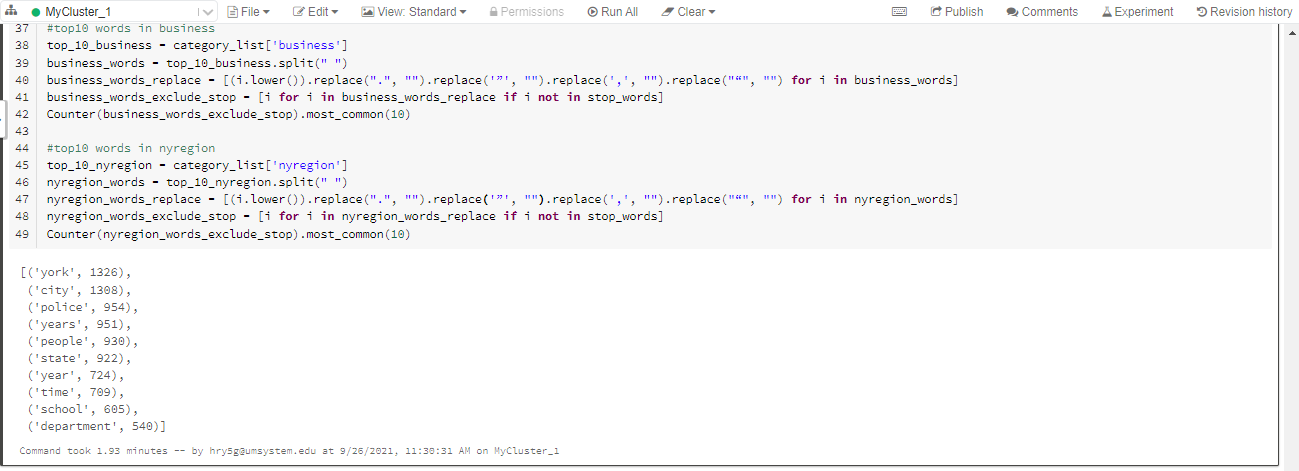 MyCluster_1 File Edit View: Standard Permissions Run All Clear Publish Comments Experiment Revision history
37 #top10 words in business
38 top_10_business = category_list['business']
39 business_words = top_10_business.split(" ")
40 business_words_replace = [(i.lower()).replace(".", "").replace('”', "").replace(',', "").replace("“", "") for i in business_words]
41 business_words_exclude_stop = [i for i in business_words_replace if i not in stop_words]
42 Counter(business_words_exclude_stop).most_common(10)
43
44 #top10 words in nyregion
45 top_10_nyregion = category_list['nyregion']
46 nyregion_words = top_10_nyregion.split(" ")
47 nyregion_words_replace = [(i.lower()).replace(".", "").replace('”', "").replace(',', "").replace("“", "") for i in nyregion_words]
48 nyregion_words_exclude_stop = [i for i in nyregion_words_replace if i not in stop_words]
49 Counter(nyregion_words_exclude_stop).most_common(10)
[('york', 1326),
('city', 1308),
('police', 954),
('years', 951),
('people', 930),
('state', 922),
('year', 724),
('time', 709),
('school', 605),
('department', 540)]
Command took 1.93 minutes -- by hry5g@umsystem.edu at 9/26/2021, 11:30:31 AM on MyCluster_1